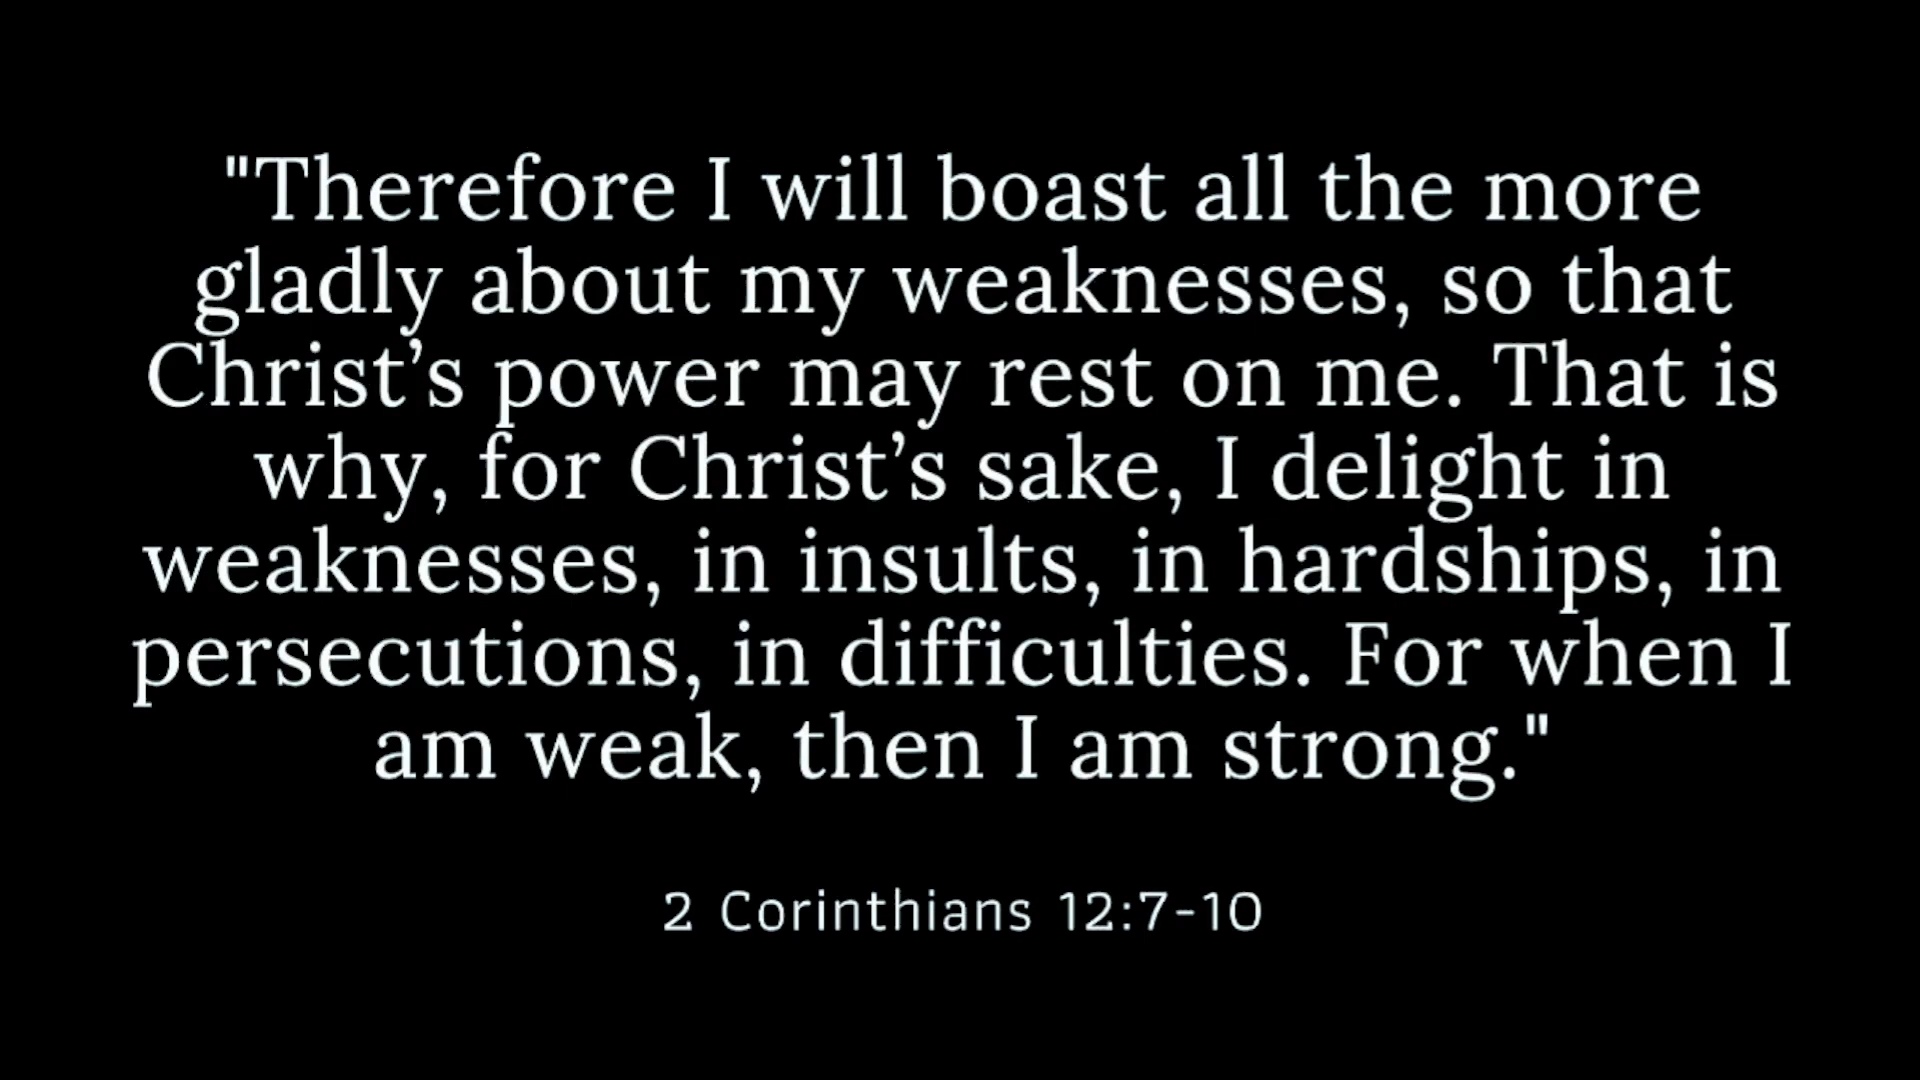 "Therefore I will boast all the more
gladly about my weaknesses, so that
Christ’s power may rest on me. That is
why, for Christ’s sake, I delight in
weaknesses, in insults, in hardships, in
persecutions, in difficulties. For when I
am weak, then I am strong."
2 Corinthians 12:7-10